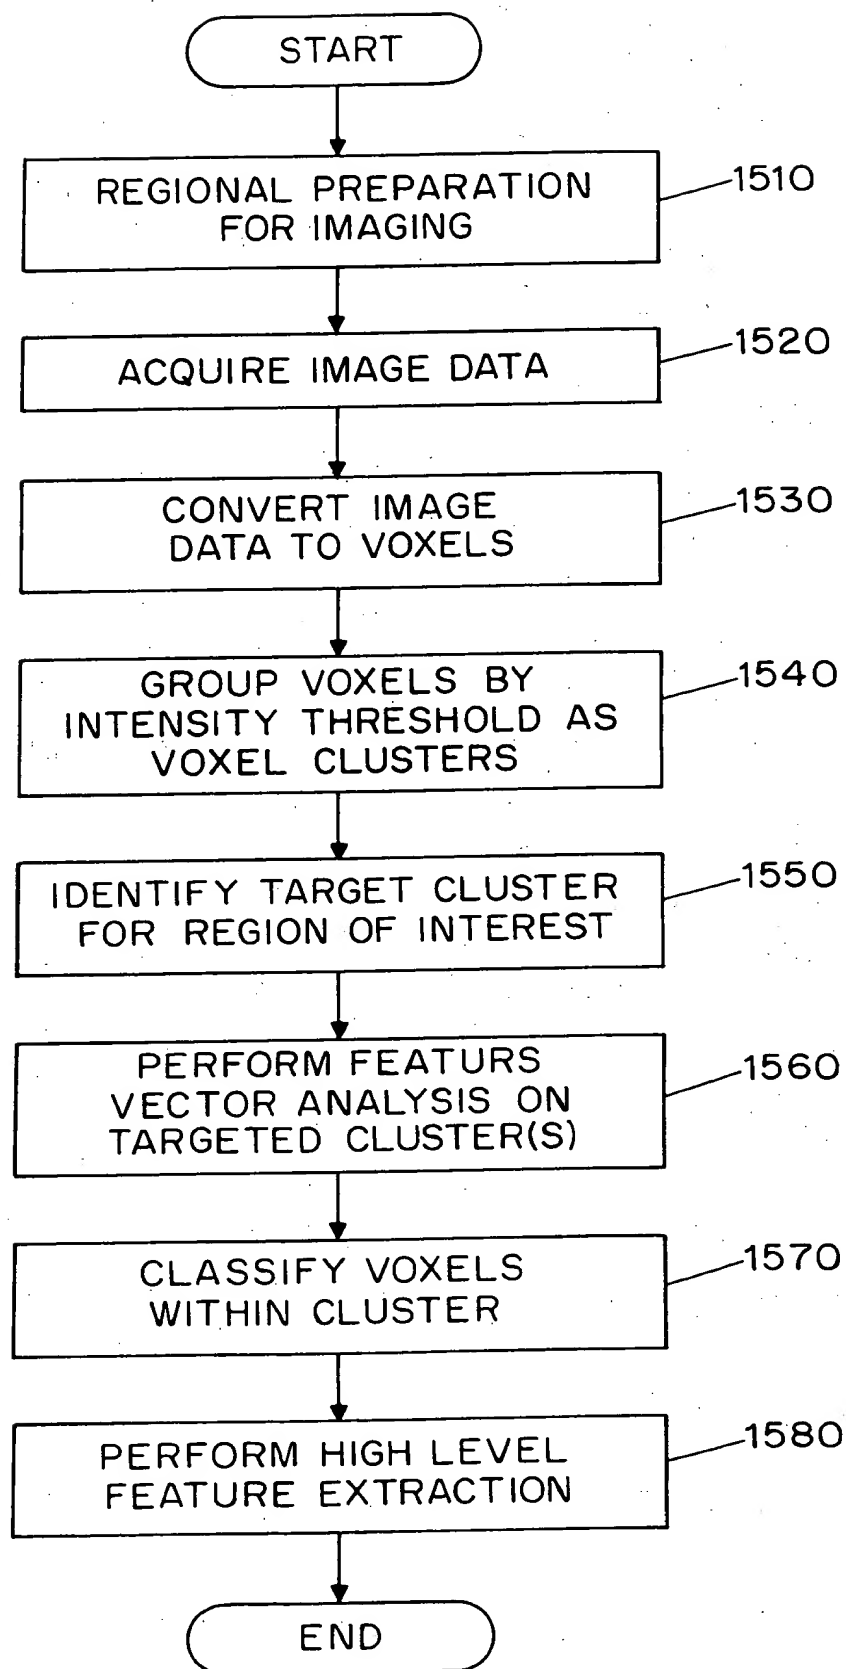 START
REGIONAL PREPARATION
FOR IMAGING
1510
ACQUIRE IMAGE DATA
1520
CONVERT IMAGE
DATA TO VOXELS
1530
GROUP VOXELS BY
INTENSITY THRESHOLD AS
VOXEL CLUSTERS
1540
IDENTIFY TARGET CLUSTER
FOR REGION OF INTEREST
1550
PERFORM FEATURS
VECTOR ANALYSIS ON
TARGETED CLUSTER(S)
1560
CLASSIFY VOXELS
WITHIN CLUSTER
1570
PERFORM HIGH LEVEL
FEATURE EXTRACTION
1580
END